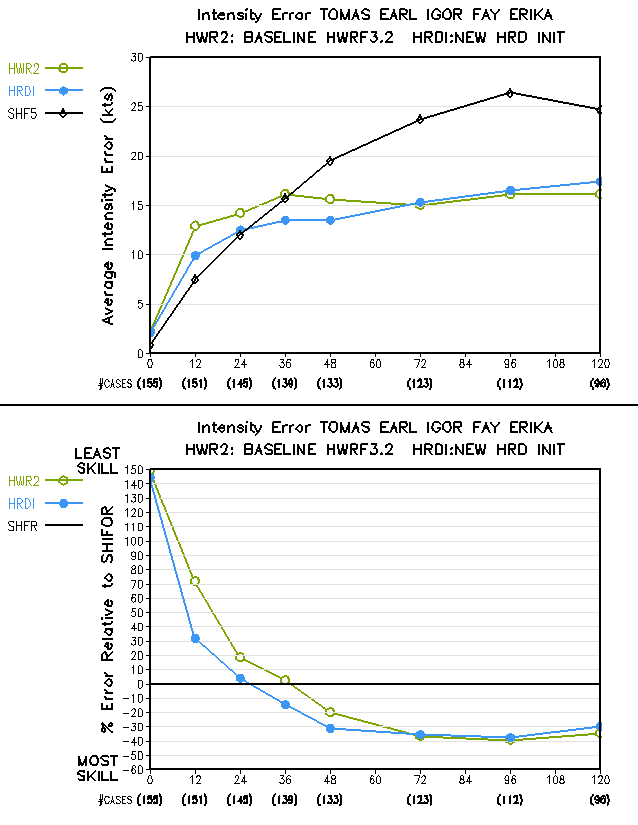 Intensity Error TOMAS EARL IGOR FAY ERIKA
HWR2: BASELINE HWRF3.2 HRDI:NEW HRD INIT
HWR2
HRDI
SHF5
Average Intensity Error (kts)
30
25
20
15
10
5
0
0 12 24 36 48 60 72 84 96 108 120
#CASES (155) (151) (145) (139) (133) (123) (112) (96)
Intensity Error TOMAS EARL IGOR FAY ERIKA
HWR2: BASELINE HWRF3.2 HRDI:NEW HRD INIT
LEAST
SKILL
HWR2
HRDI
SHFR
% Error Relative to SHIFOR
150
140
130
120
110
100
90
80
70
60
50
40
30
20
10
0
-10
-20
-30
-40
-50
-60
MOST
SKILL
0 12 24 36 48 60 72 84 96 108 120
#CASES (155) (151) (145) (139) (133) (123) (112) (96)